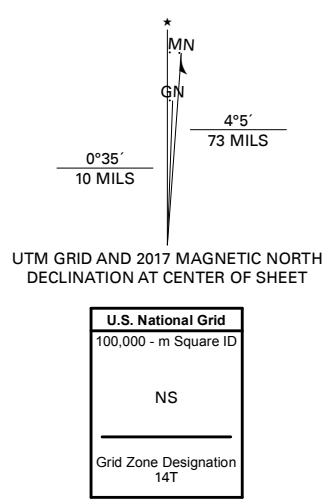 ★
MN
GN
4°5´
73 MILS
0°35´
10 MILS
UTM GRID AND 2017 MAGNETIC NORTH
DECLINATION AT CENTER OF SHEET
U.S. National Grid
100,000 - m Square ID
NS
Grid Zone Designation
14T